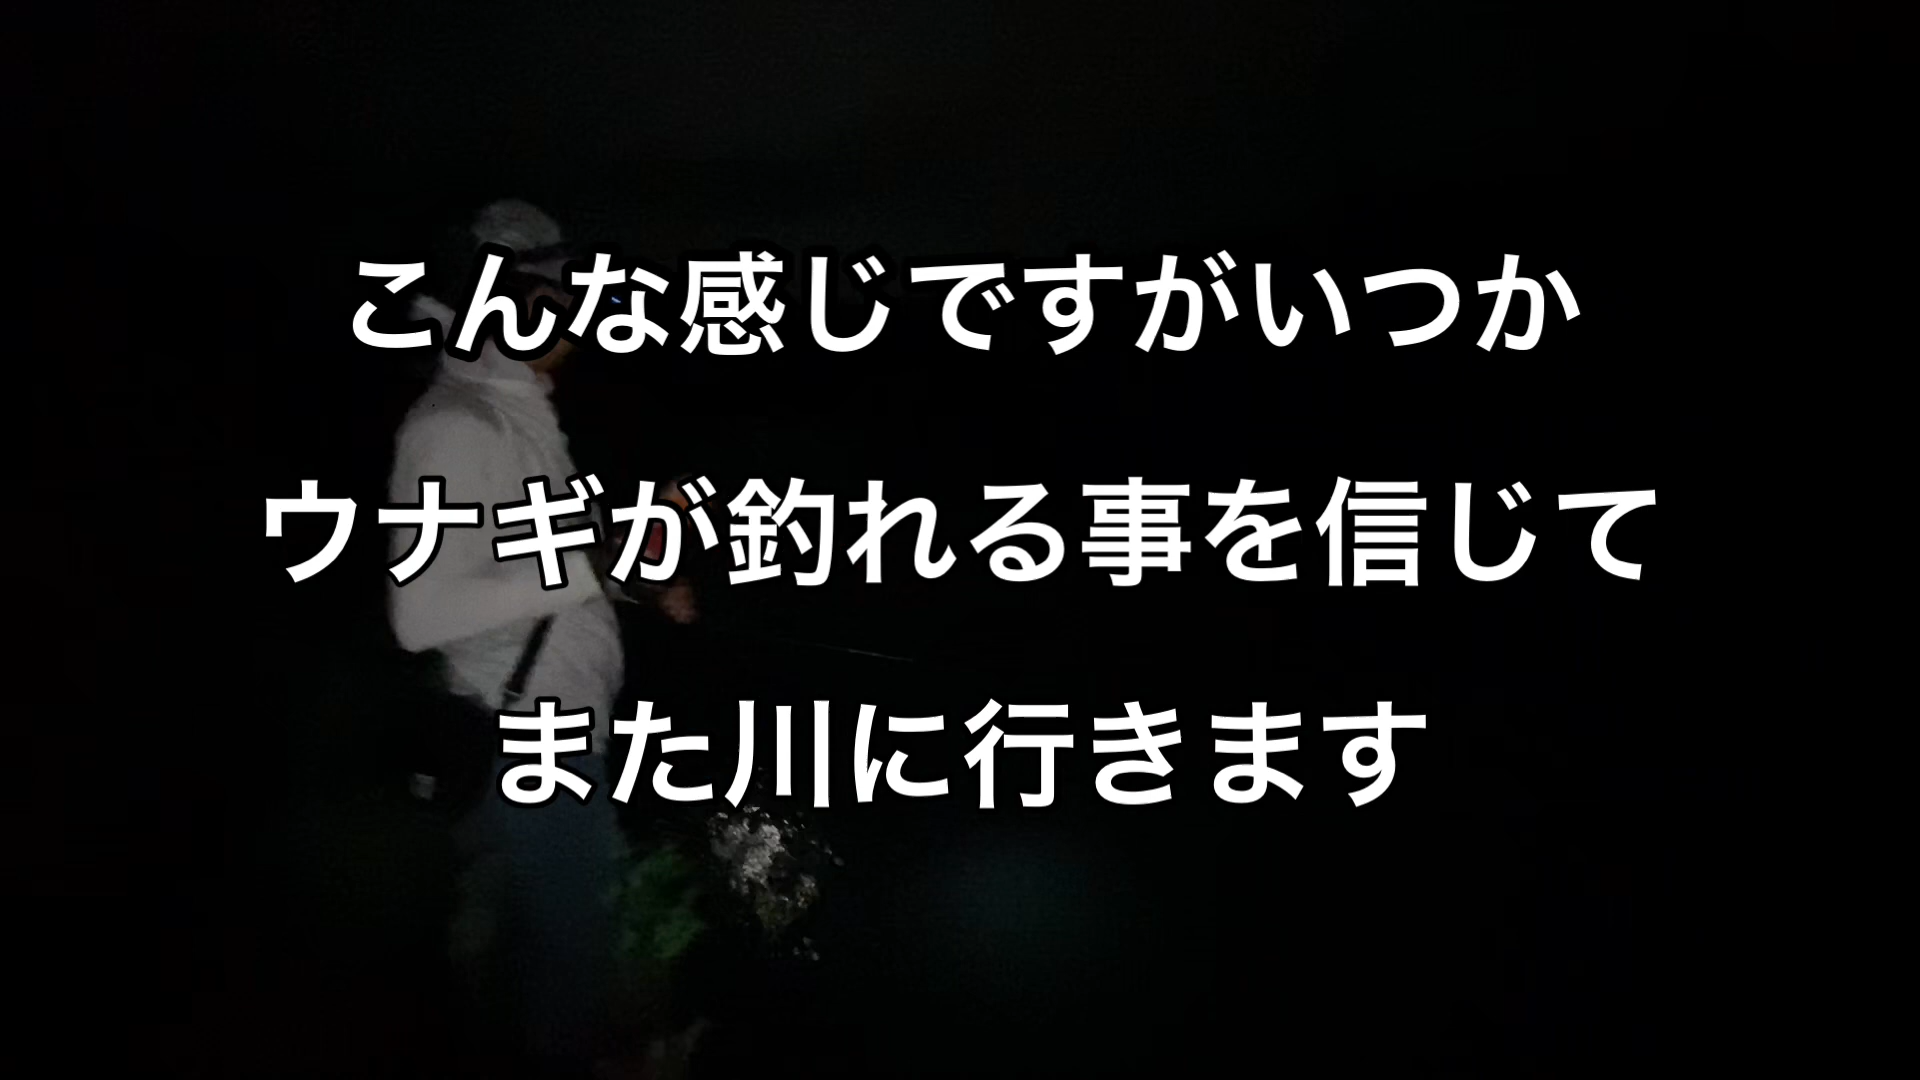 こんな感じですがいつか
ウナギが釣れる事を信じて
また川に行きます